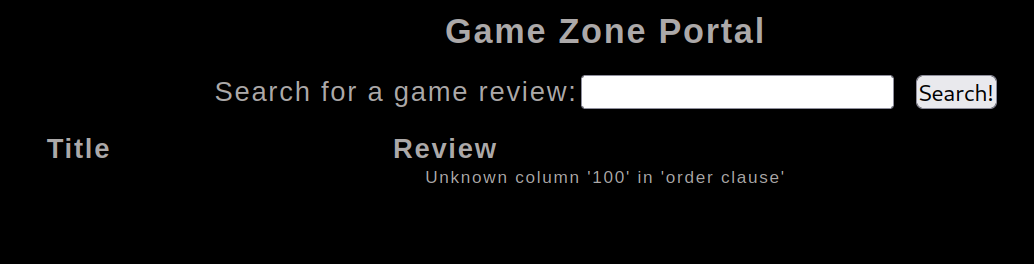 Game Zone Portal
Search for a game review: Search!
Title Review
Unknown column '100' in 'order clause'